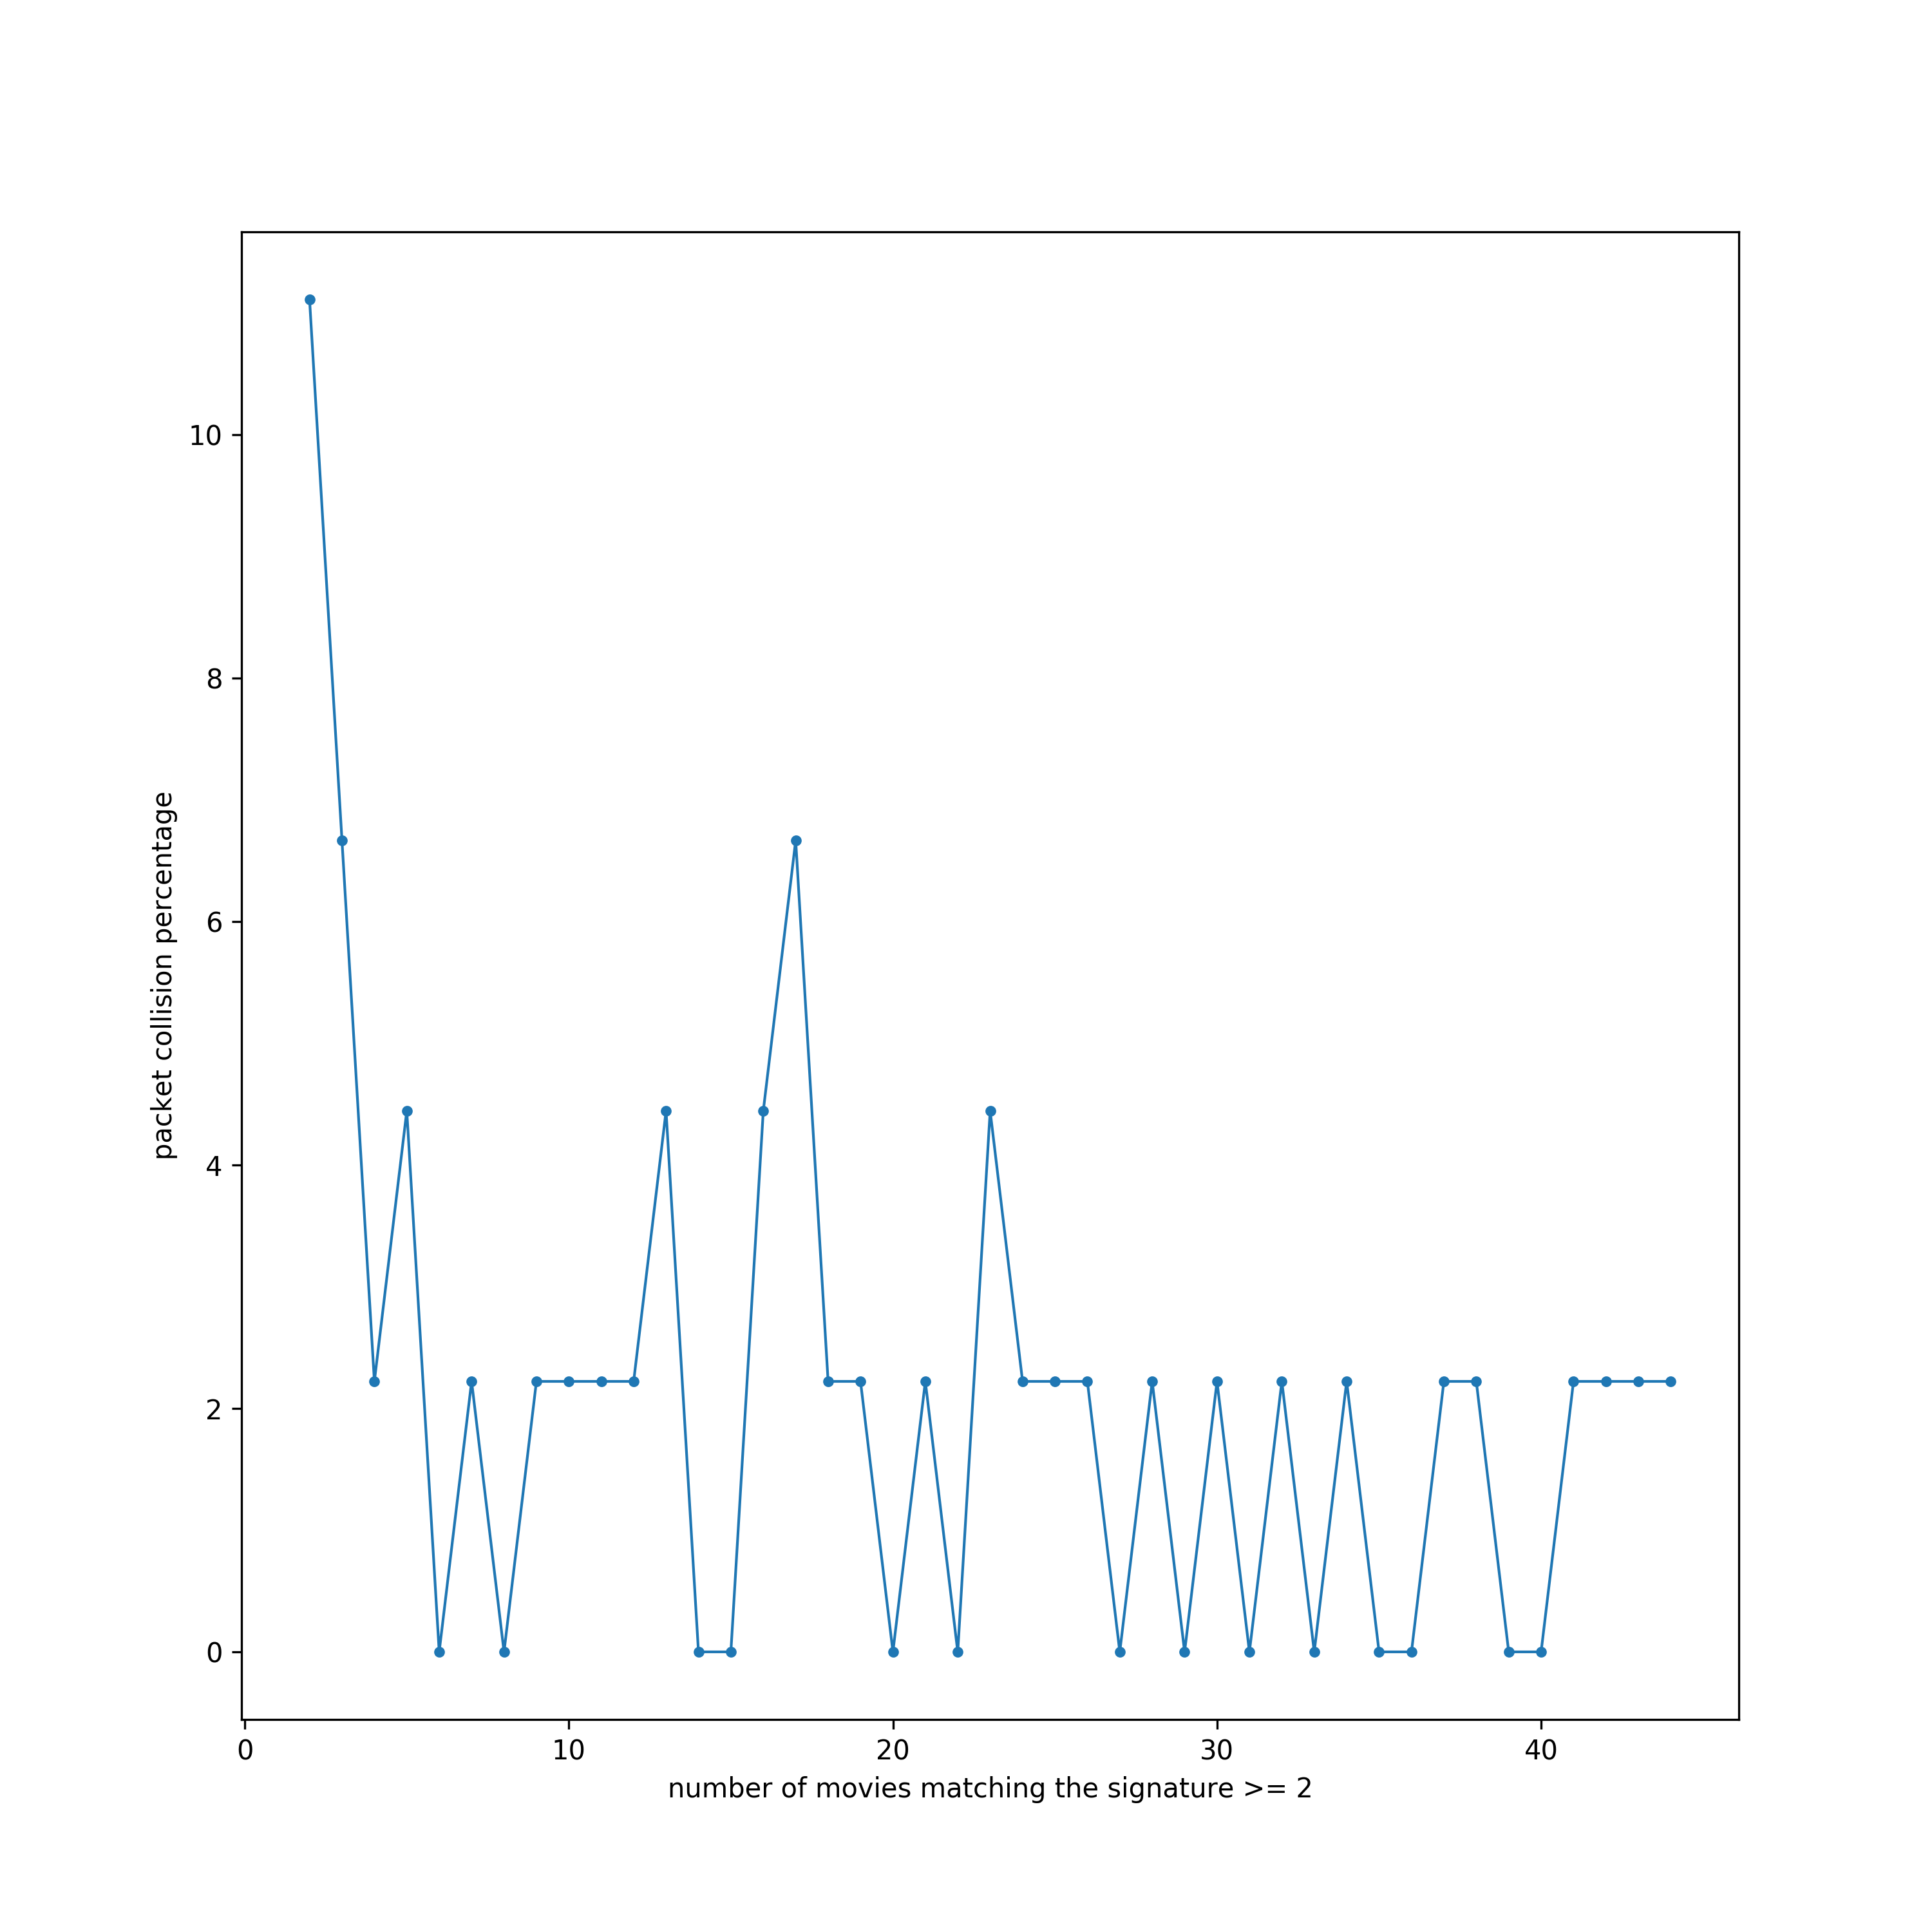 packet collision percentage
10
8
6
4
2
0
0 10 20 30 40
number of movies matching the signature >= 2